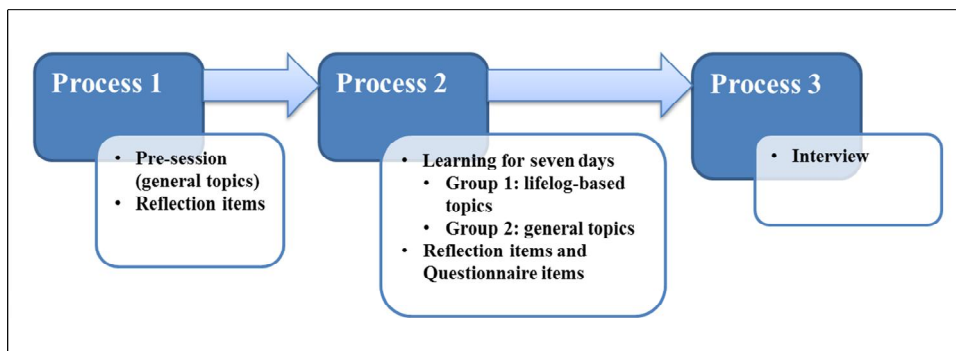 Process 1
• Pre-session
(general topics)
• Reflection items
Process 2
• Learning for seven days
• Group 1: lifelog-based
topics
• Group 2: general topics
• Reflection items and
Questionnaire items
Process 3
• Interview